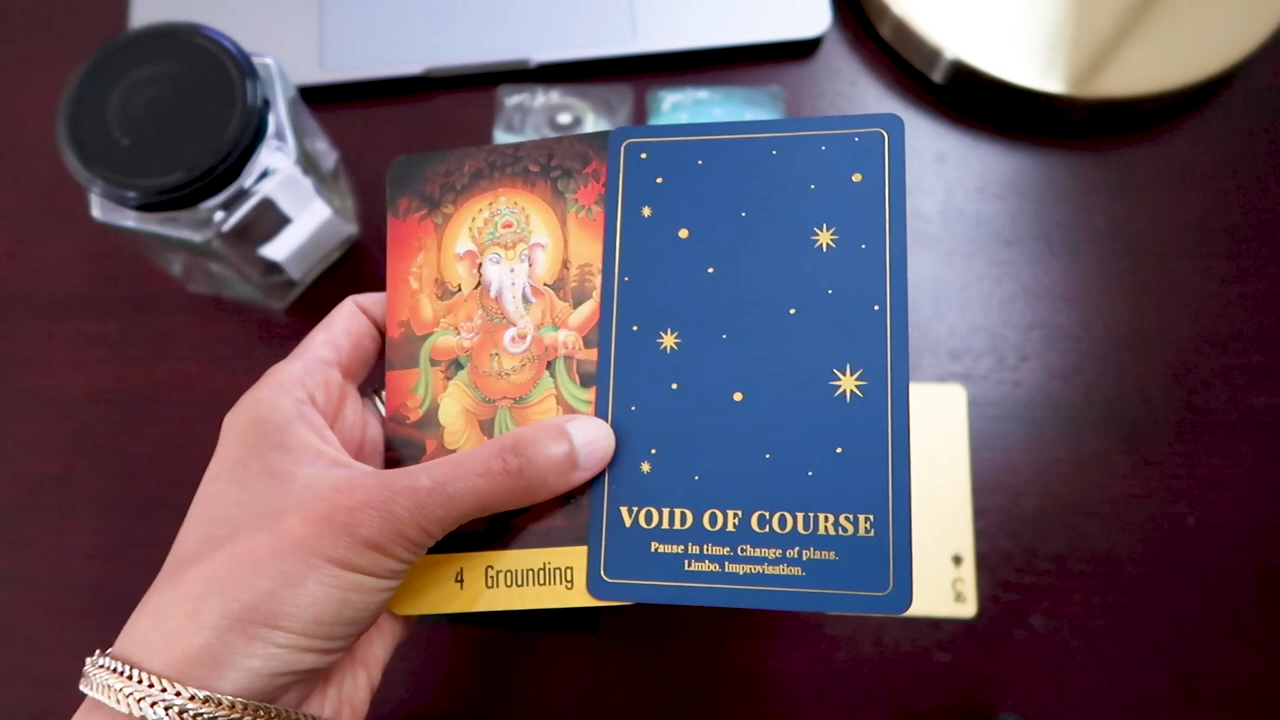 4 Grounding
VOID OF COURSE
Pause in time. Change of plans.
Limbo. Improvisation.